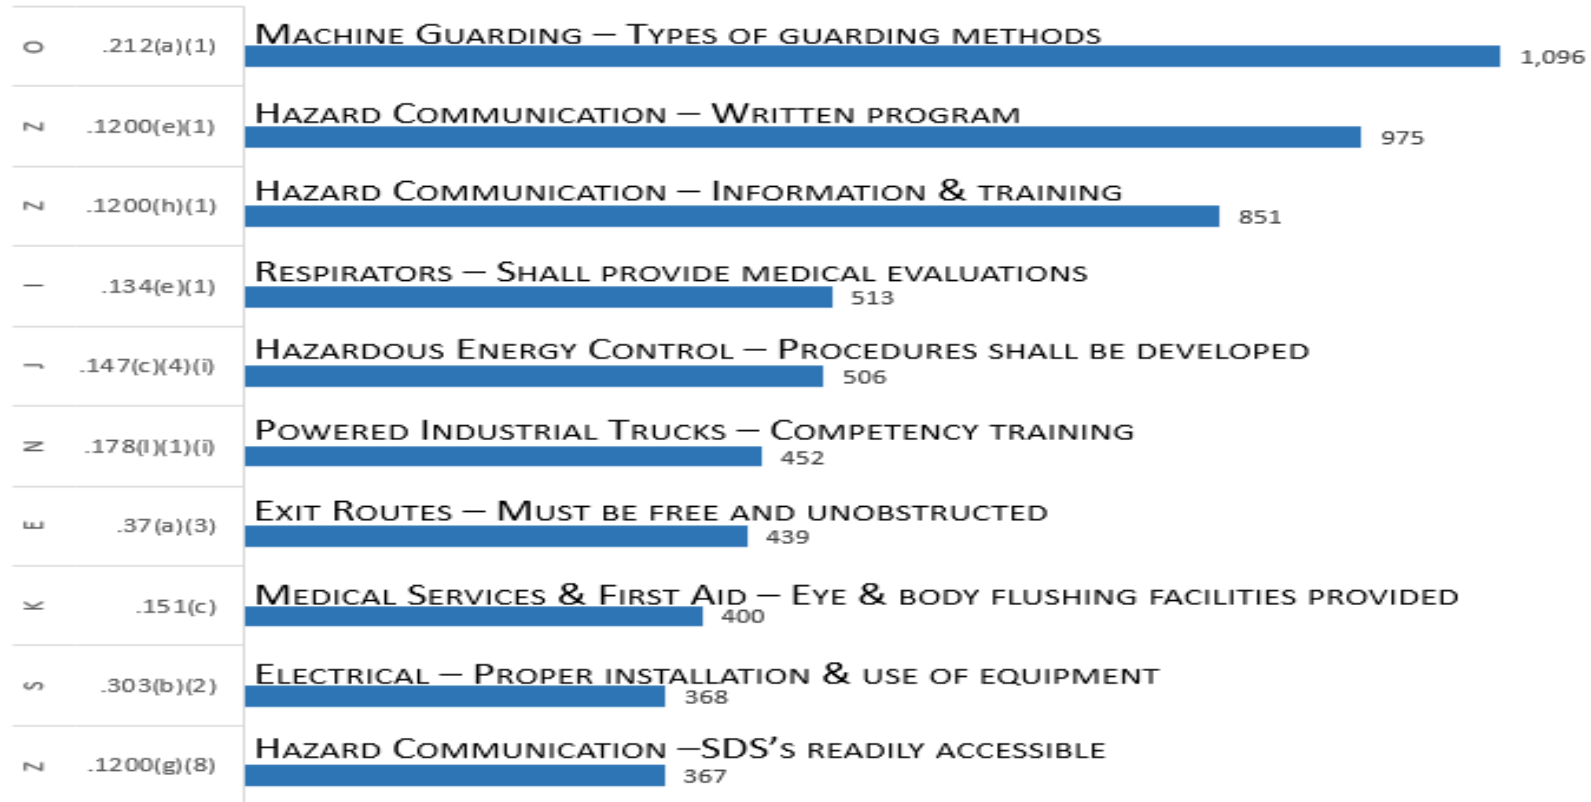 O .212(a)(1) MACHINE GUARDING – TYPES OF GUARDING METHODS
1,096
Z .1200(e)(1) HAZARD COMMUNICATION – WRITTEN PROGRAM
975
Z .1200(h)(1) HAZARD COMMUNICATION – INFORMATION & TRAINING
851
I .134(e)(1) RESPIRATORS – SHALL PROVIDE MEDICAL EVALUATIONS
513
J .147(c)(4)(i) HAZARDOUS ENERGY CONTROL – PROCEDURES SHALL BE DEVELOPED
506
N .178(l)(1)(i) POWERED INDUSTRIAL TRUCKS – COMPETENCY TRAINING
452
E .37(a)(3) EXIT ROUTES – MUST BE FREE AND UNOBSTRUCTED
439
K .151(c) MEDICAL SERVICES & FIRST AID – EYE & BODY FLUSHING FACILITIES PROVIDED
400
S .303(b)(2) ELECTRICAL – PROPER INSTALLATION & USE OF EQUIPMENT
368
Z .1200(g)(8) HAZARD COMMUNICATION –SDS'S READILY ACCESSIBLE
367